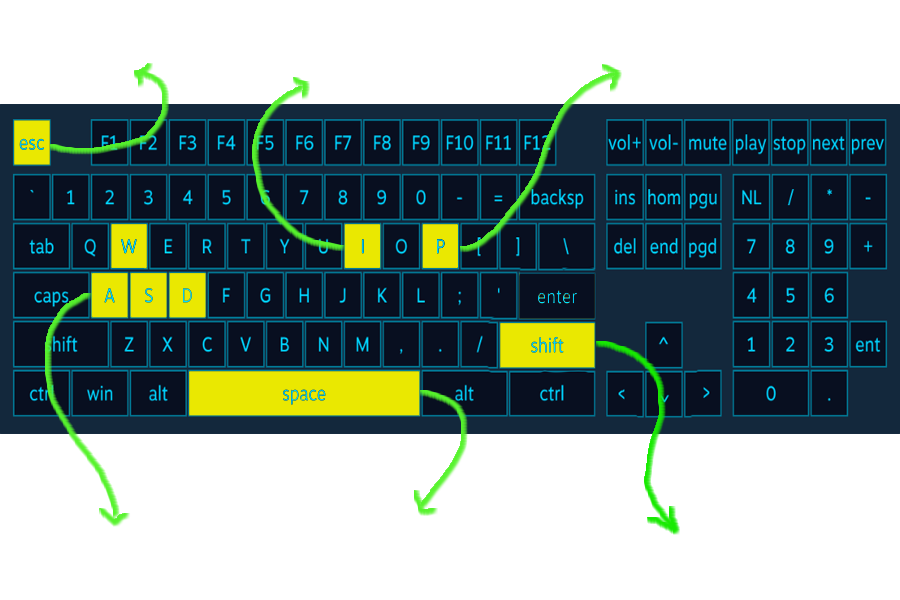 esc F1 F2 F3 F4 F5 F6 F7 F8 F9 F10 F11 F12 vol+ vol- mute play stop next prev
` 1 2 3 4 5 6 7 8 9 0 - = backsp ins hom pgu NL / * -
tab Q W E R T Y U I O P [ ] \ del end pgd 7 8 9 +
caps A S D F G H J K L ; ' enter 4 5 6
shift Z X C V B N M , . / shift ^ 1 2 3 ent
ctrl win alt space alt ctrl < v > 0 .